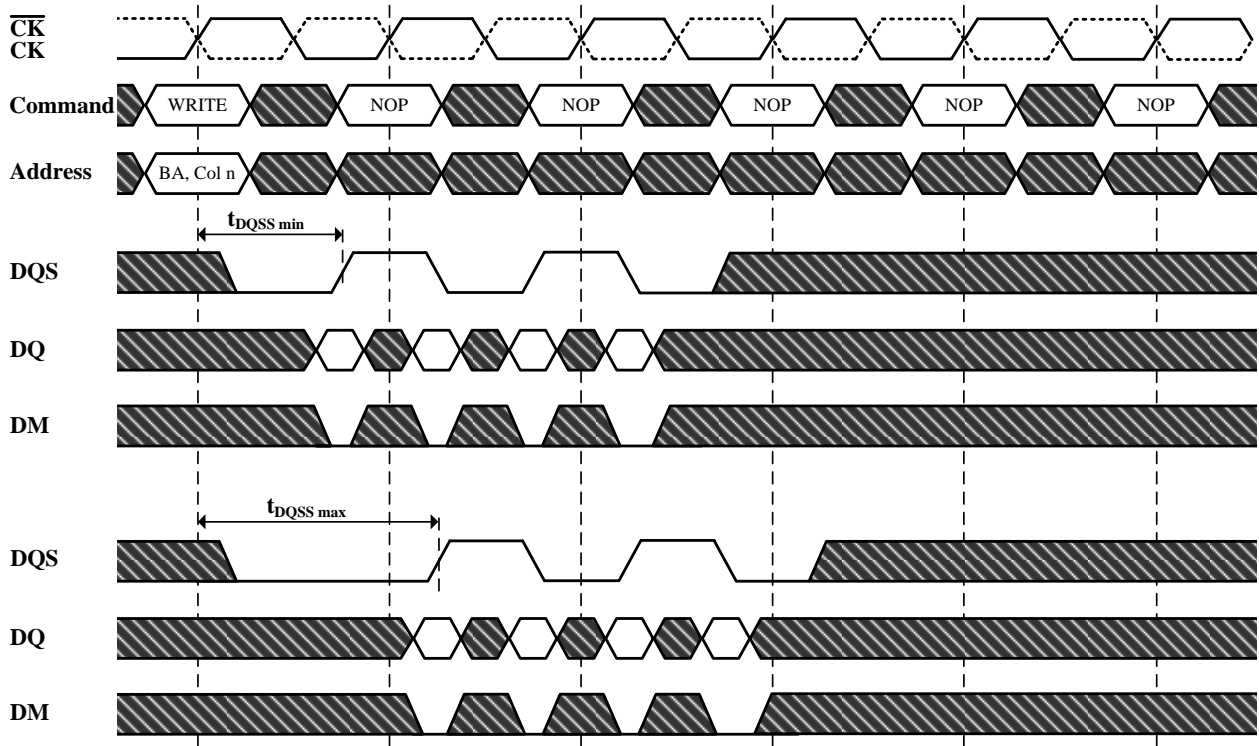 CK
CK
Command WRITE NOP NOP NOP NOP NOP
Address BA, Col n
tDQSS min
DQS
DQ
DM
tDQSS max
DQS
DQ
DM